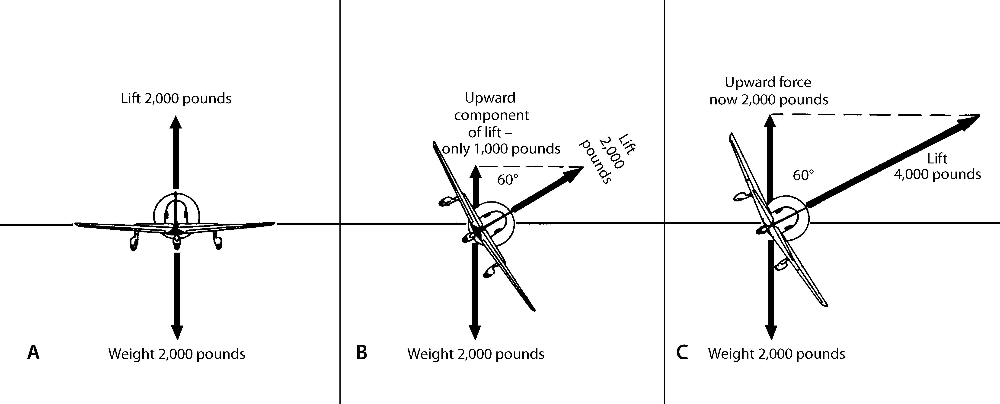 Lift 2,000 pounds
Weight 2,000 pounds
A
Upward
component
of lift –
only 1,000 pounds
60°
Lift
2,000
pounds
Weight 2,000 pounds
B
Upward force
now 2,000 pounds
60°
Lift
4,000 pounds
Weight 2,000 pounds
C